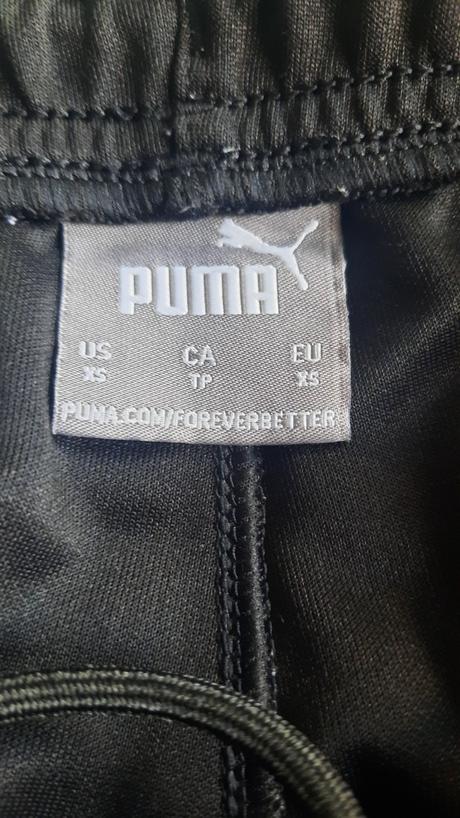 PUMA
US CA EU
XS TP XS
PUMA.COM/FOREVERBETTER